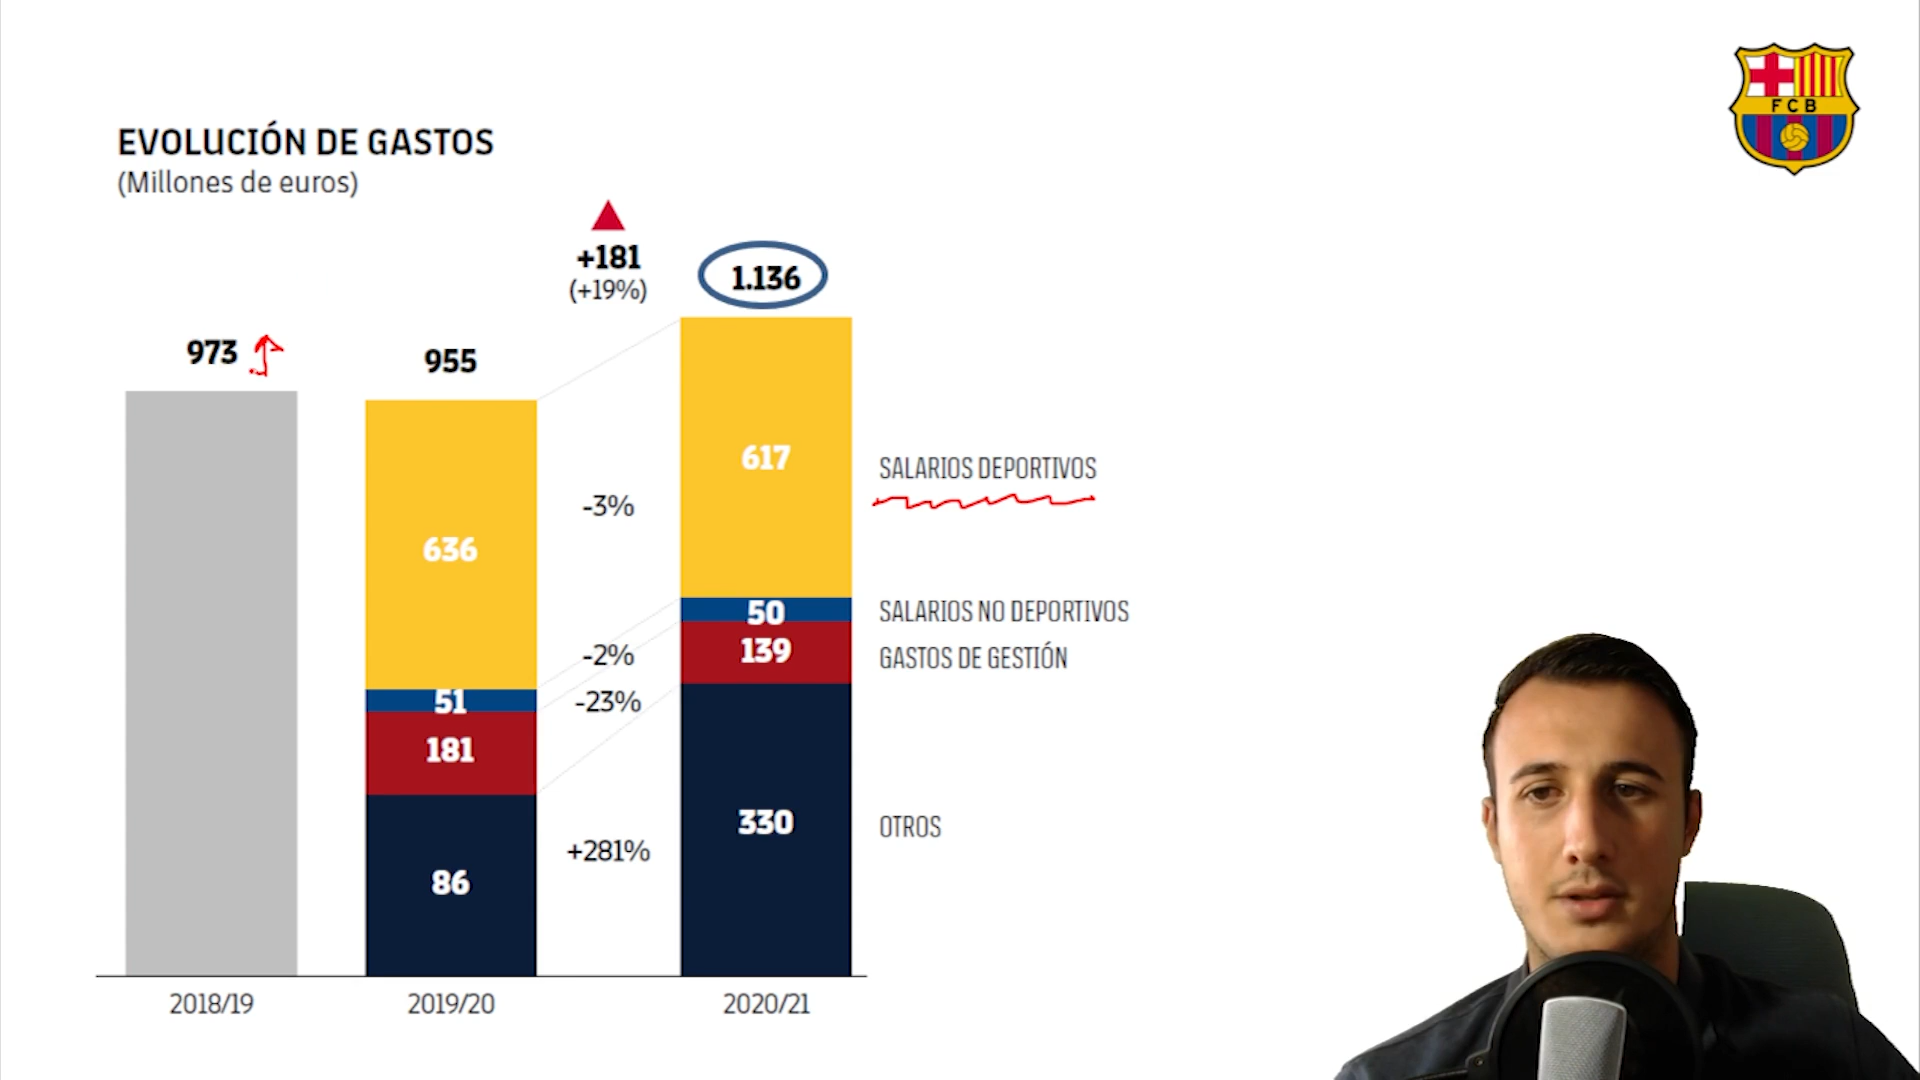 FCB
EVOLUCIÓN DE GASTOS
(Millones de euros)
+181
(+19%)
1.136
973
955
617
636
-3%
SALARIOS DEPORTIVOS
50
SALARIOS NO DEPORTIVOS
-2%
139
GASTOS DE GESTIÓN
51
-23%
181
330
OTROS
+281%
86
2018/19
2019/20
2020/21